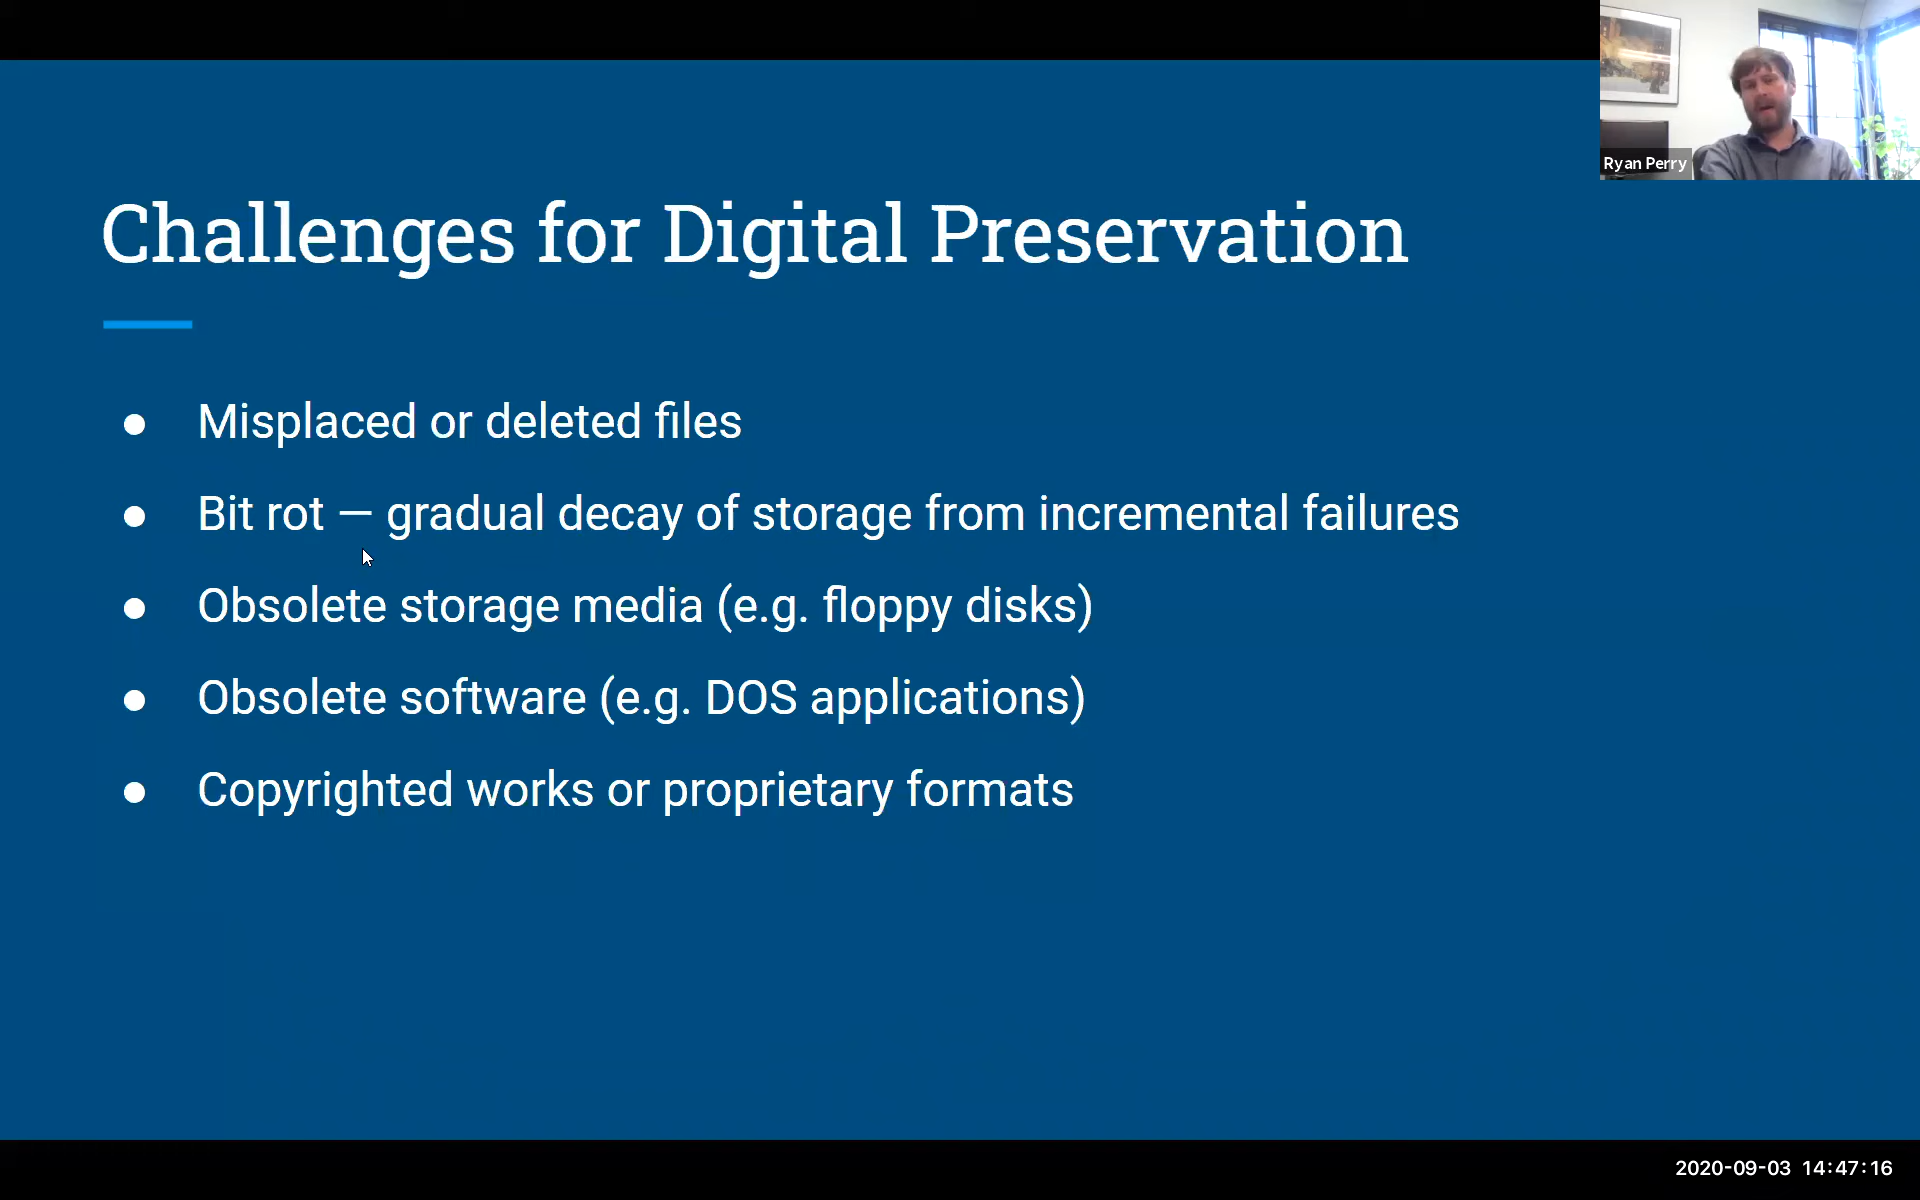 Ryan Perry
Challenges for Digital Preservation
● Misplaced or deleted files
● Bit rot — gradual decay of storage from incremental failures
● Obsolete storage media (e.g. floppy disks)
● Obsolete software (e.g. DOS applications)
● Copyrighted works or proprietary formats
2020-09-03 14:47:16